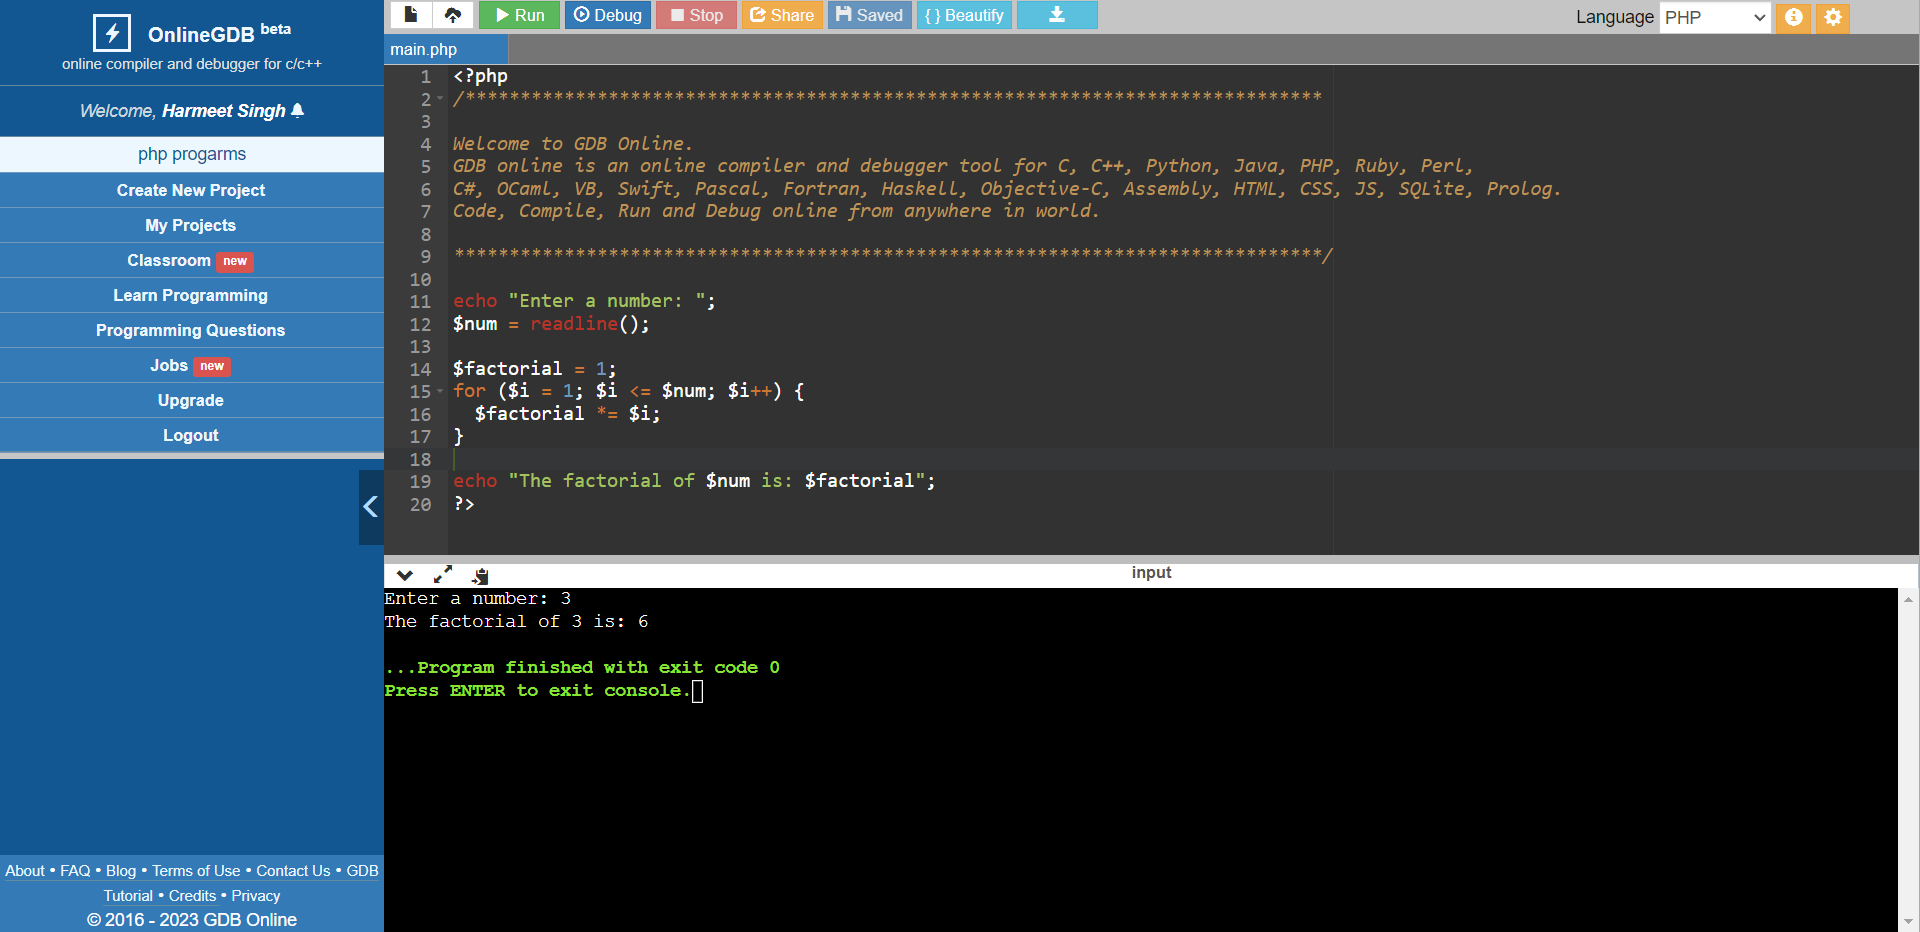 OnlineGDB beta
online compiler and debugger for c/c++
Welcome, Harmeet Singh
php progarms
Create New Project
My Projects
Classroom new
Learn Programming
Programming Questions
Jobs new
Upgrade
Logout
About • FAQ • Blog • Terms of Use • Contact Us • GDB
Tutorial • Credits • Privacy
© 2016 - 2023 GDB Online
Run Debug Stop Share Saved { } Beautify Language PHP
main.php
1 <?php
2 /******************************************************************************
3
4 Welcome to GDB Online.
5 GDB online is an online compiler and debugger tool for C, C++, Python, Java, PHP, Ruby, Perl,
6 C#, OCaml, VB, Swift, Pascal, Fortran, Haskell, Objective-C, Assembly, HTML, CSS, JS, SQLite, Prolog.
7 Code, Compile, Run and Debug online from anywhere in world.
8
9 *******************************************************************************/
10
11 echo "Enter a number: ";
12 $num = readline();
13
14 $factorial = 1;
15 for ($i = 1; $i <= $num; $i++) {
16   $factorial *= $i;
17 }
18
19 echo "The factorial of $num is: $factorial";
20 ?>
input
Enter a number: 3
The factorial of 3 is: 6
...Program finished with exit code 0
Press ENTER to exit console.